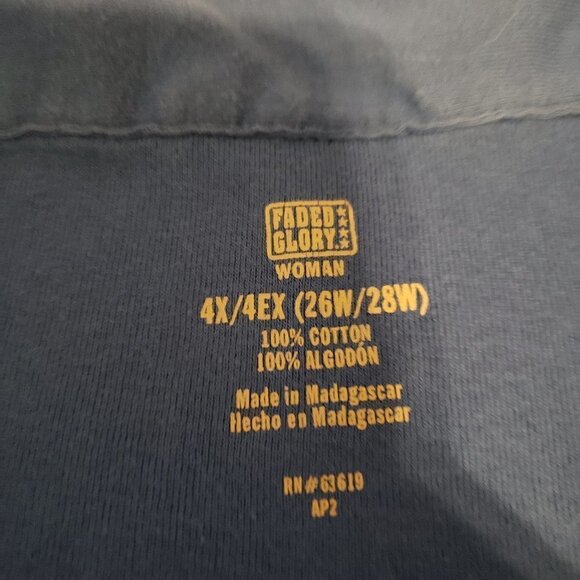 FADED
GLORY.
WOMAN
4X/4EX (26W/28W)
100% COTTON
100% ALGODÓN
Made in Madagascar
Hecho en Madagascar
RN#63619
AP2